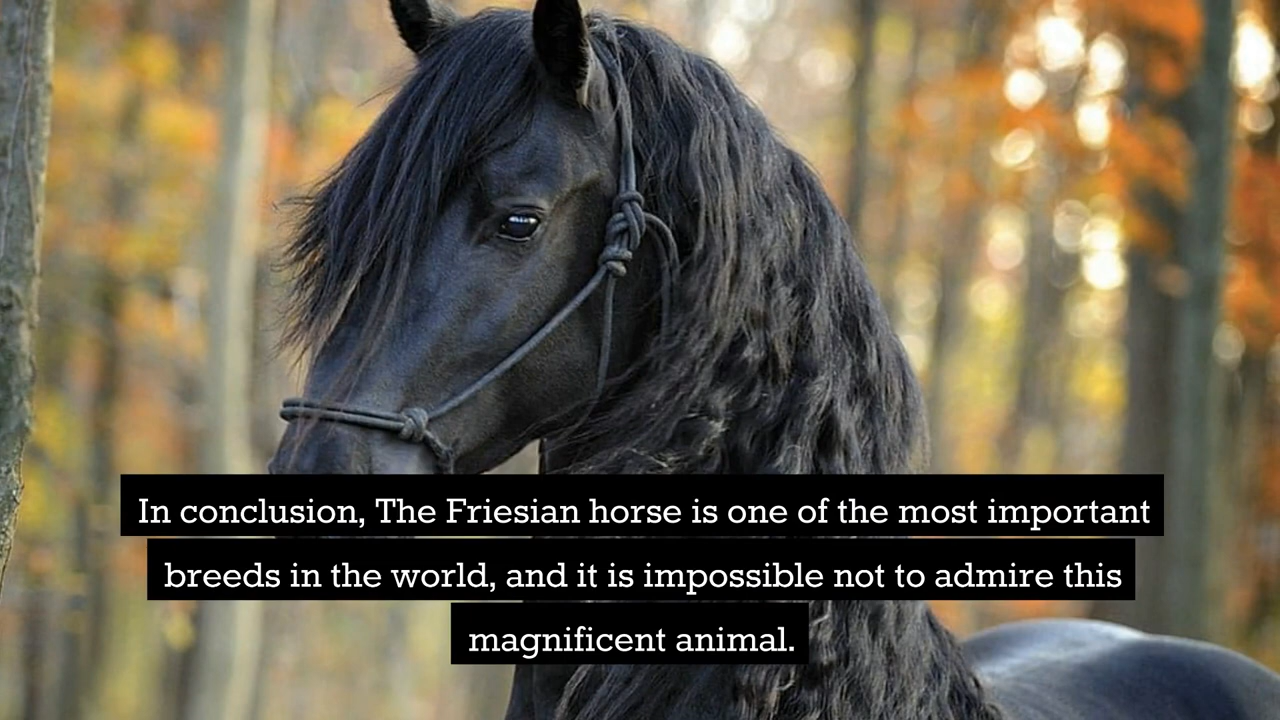 In conclusion, The Friesian horse is one of the most important
breeds in the world, and it is impossible not to admire this
magnificent animal.